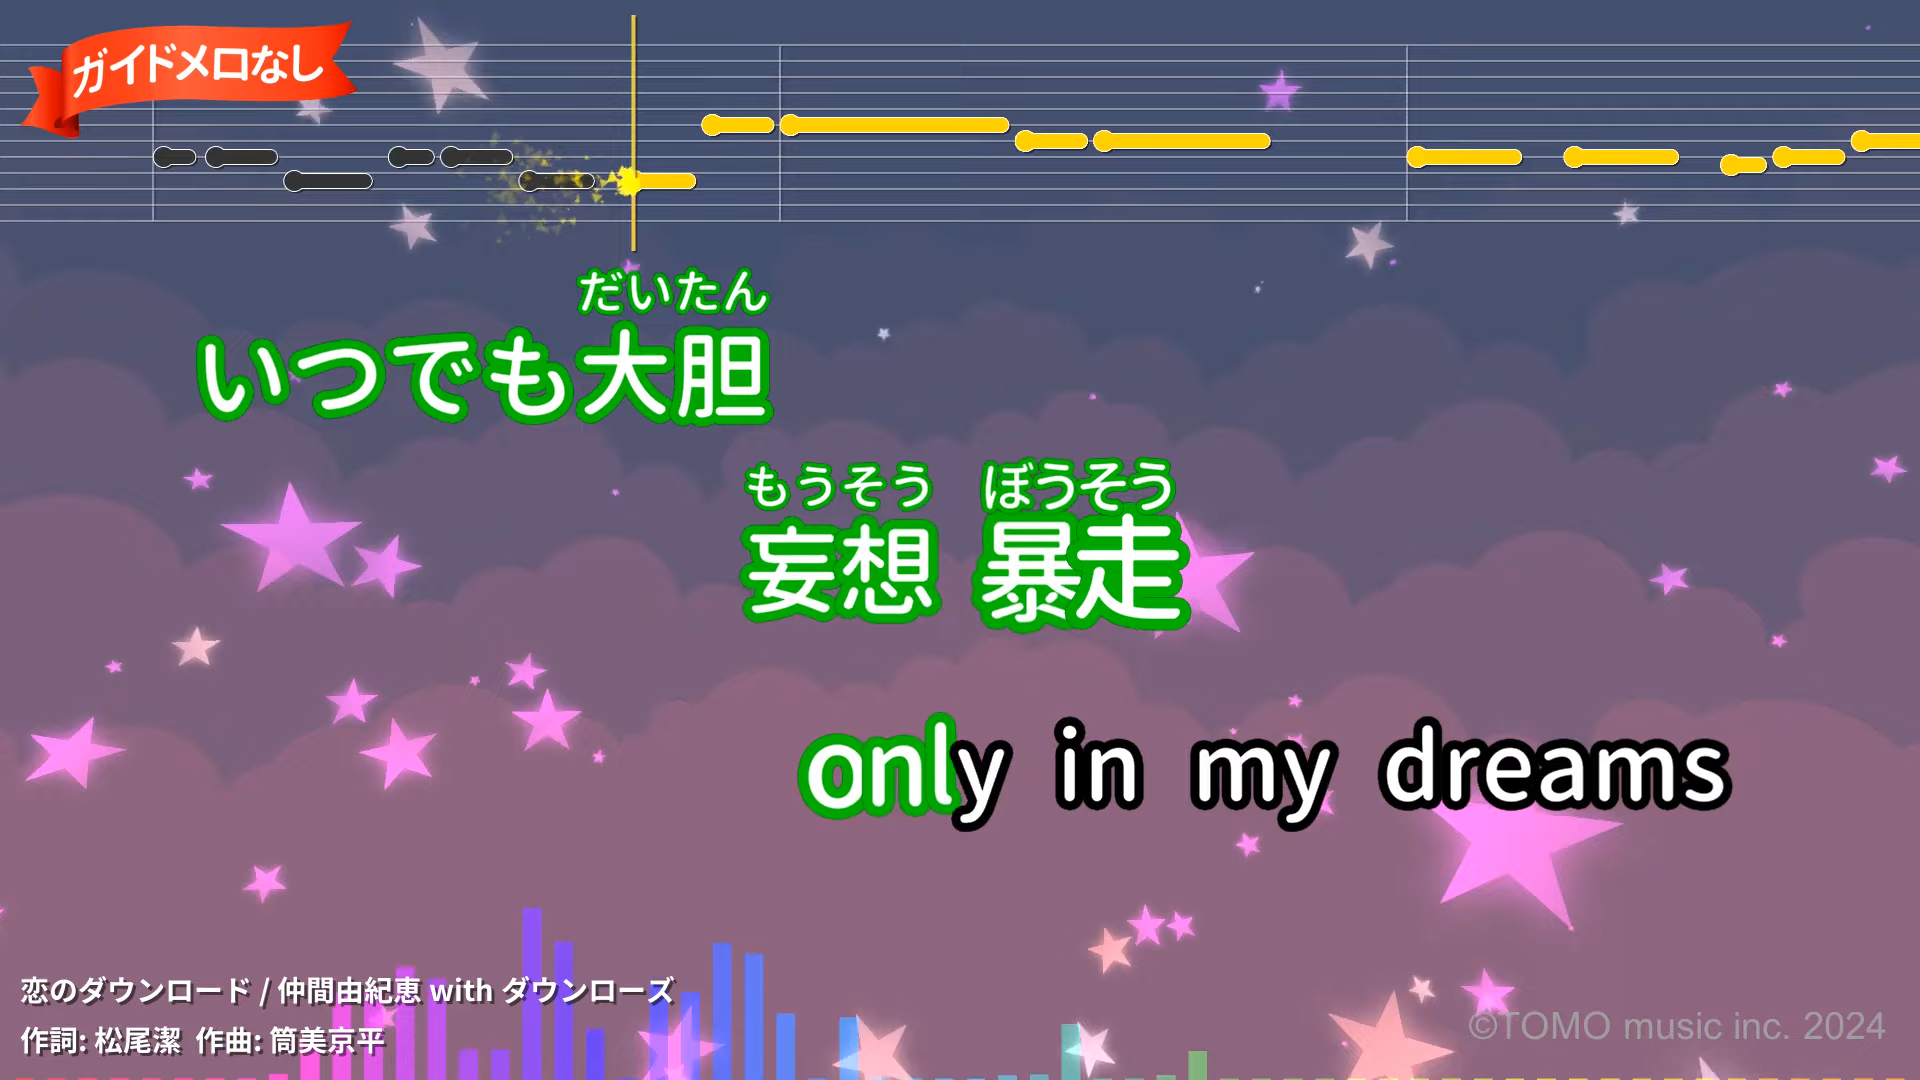 ガイドメロなし
だいたん
いつでも大胆
もうそう ぼうそう
妄想 暴走
only in my dreams
恋のダウンロード / 仲間由紀恵 with ダウンローズ
作詞: 松尾潔 作曲: 筒美京平
©TOMO music inc. 2024